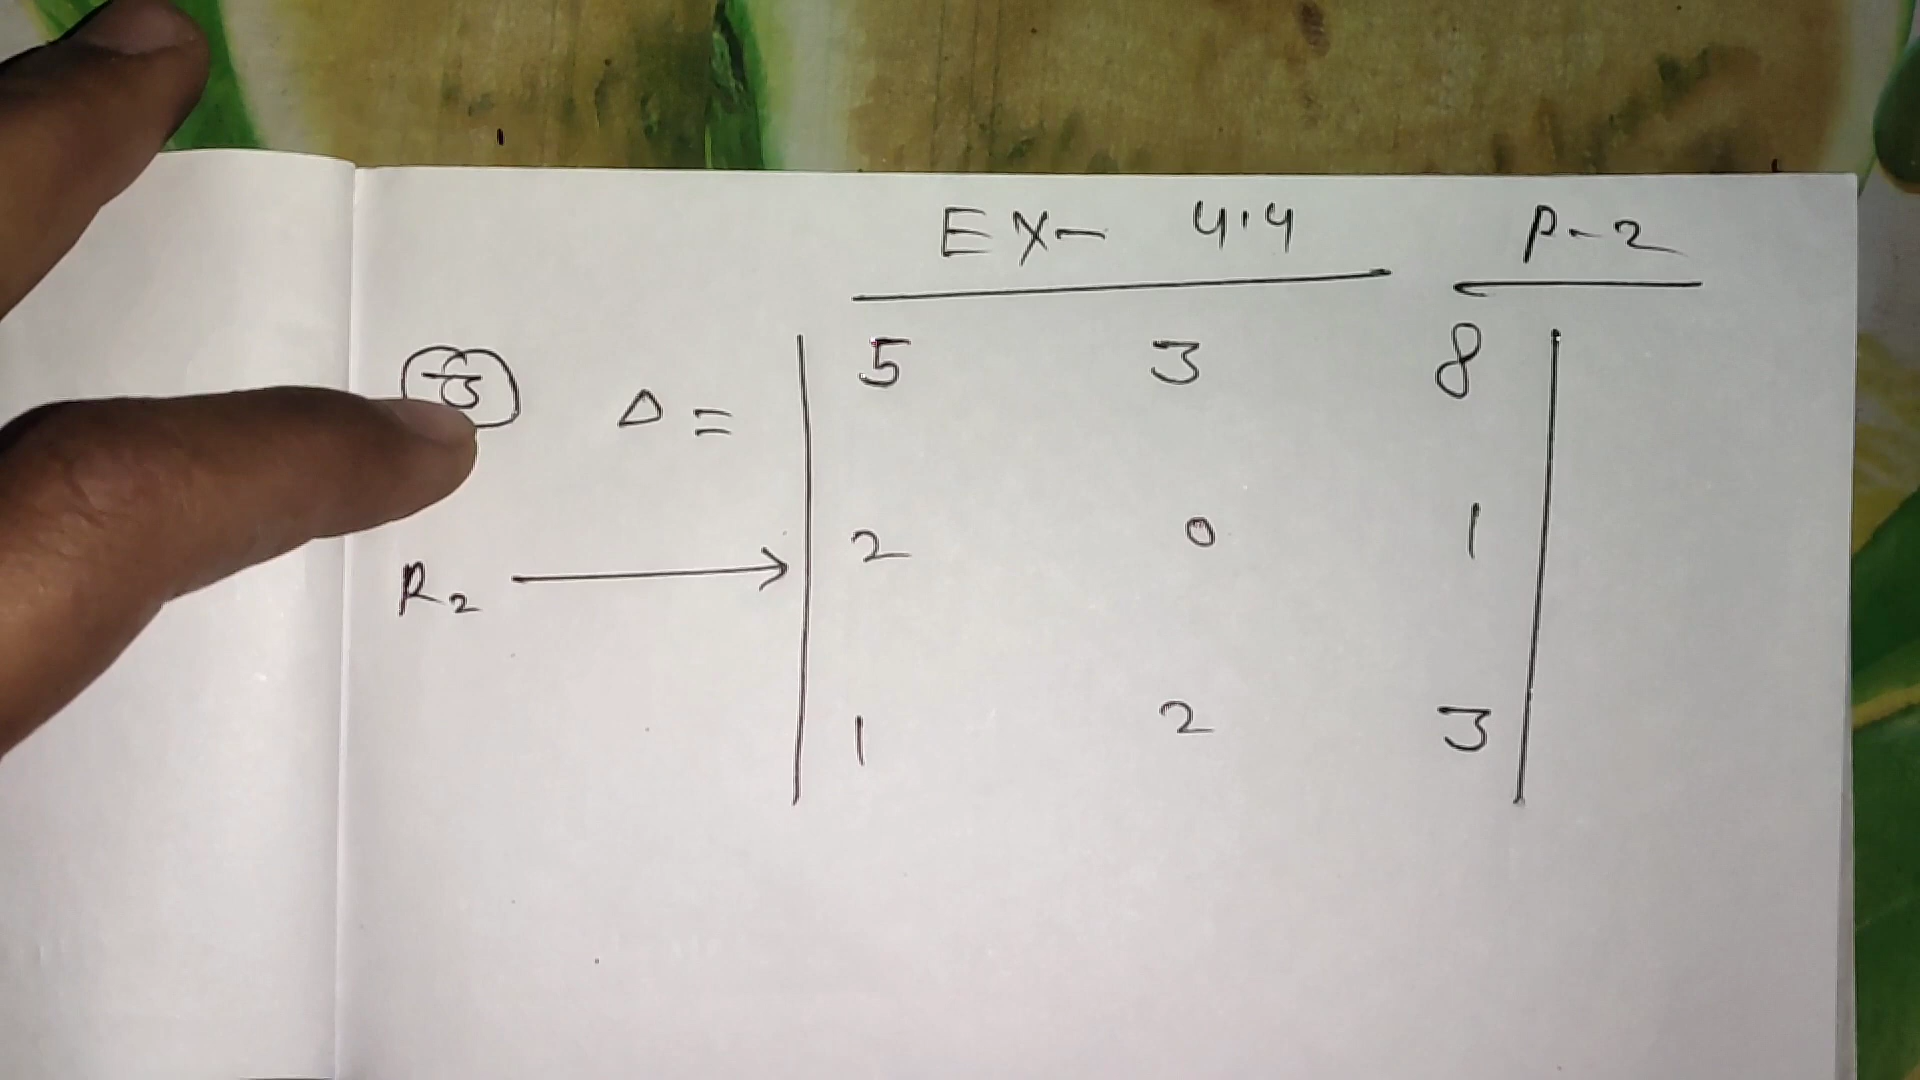 EX- 4.4 P-2
Δ = | 5 3 8 |
R2 → | 2 0 1 |
| 1 2 3 |